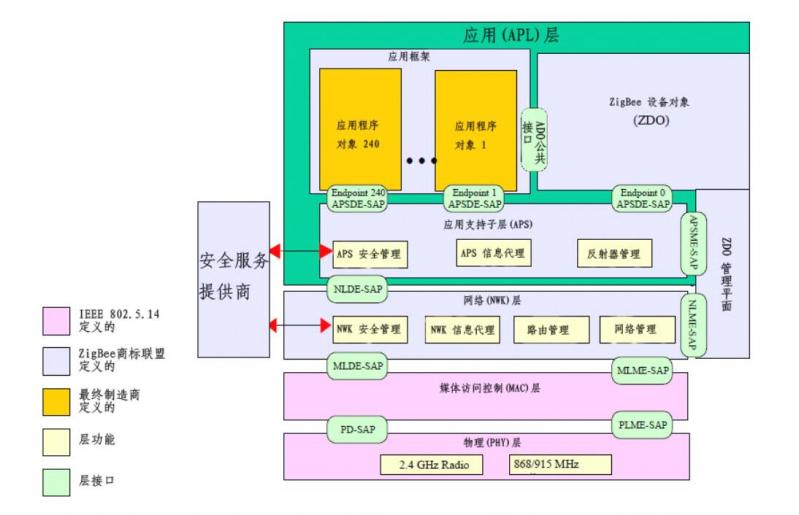 应用(APL)层
应用框架
应用程序
对象 240
•••
应用程序
对象 1
ADO公共
接口
ZigBee 设备对象
(ZDO)
Endpoint 240
APSDE-SAP
Endpoint 1
APSDE-SAP
Endpoint 0
APSDE-SAP
应用支持子层(APS)
APS 安全管理
APS 信息代理
反射器管理
APSME-SAP
ZDO 管理平面
安全服务
提供商
NLDE-SAP
网络(NWK)层
NWK 安全管理
NWK 信息代理
路由管理
网络管理
NLME-SAP
MLDE-SAP
MLME-SAP
媒体访问控制(MAC)层
PD-SAP
PLME-SAP
物理(PHY)层
2.4 GHz Radio
868/915 MHz
IEEE 802.5.14
定义的
ZigBee商标联盟
定义的
最终制造商
定义的
层功能
层接口